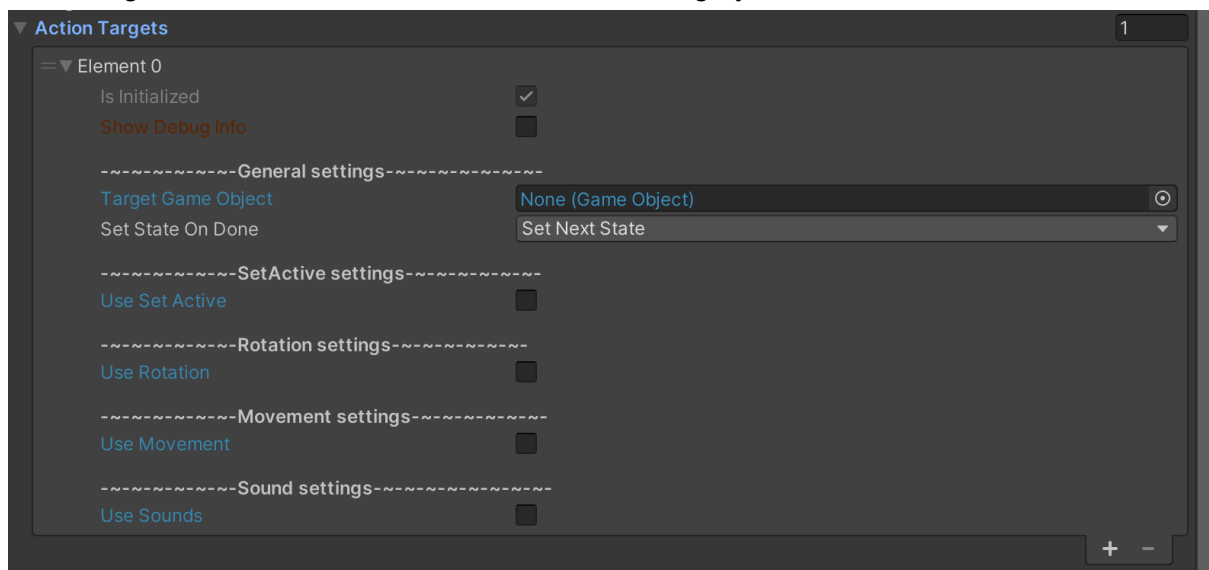 Action Targets 1
Element 0
Is Initialized
Show Debug Info
-~-~-~-~-~-~-General settings-~-~-~-~-~-~-
Target Game Object None (Game Object)
Set State On Done Set Next State
-~-~-~-~-~-~-SetActive settings-~-~-~-~-~-~-
Use Set Active
-~-~-~-~-~-~-Rotation settings-~-~-~-~-~-~-
Use Rotation
-~-~-~-~-~-~-Movement settings-~-~-~-~-~-~-
Use Movement
-~-~-~-~-~-~-Sound settings-~-~-~-~-~-~-~-~-
Use Sounds